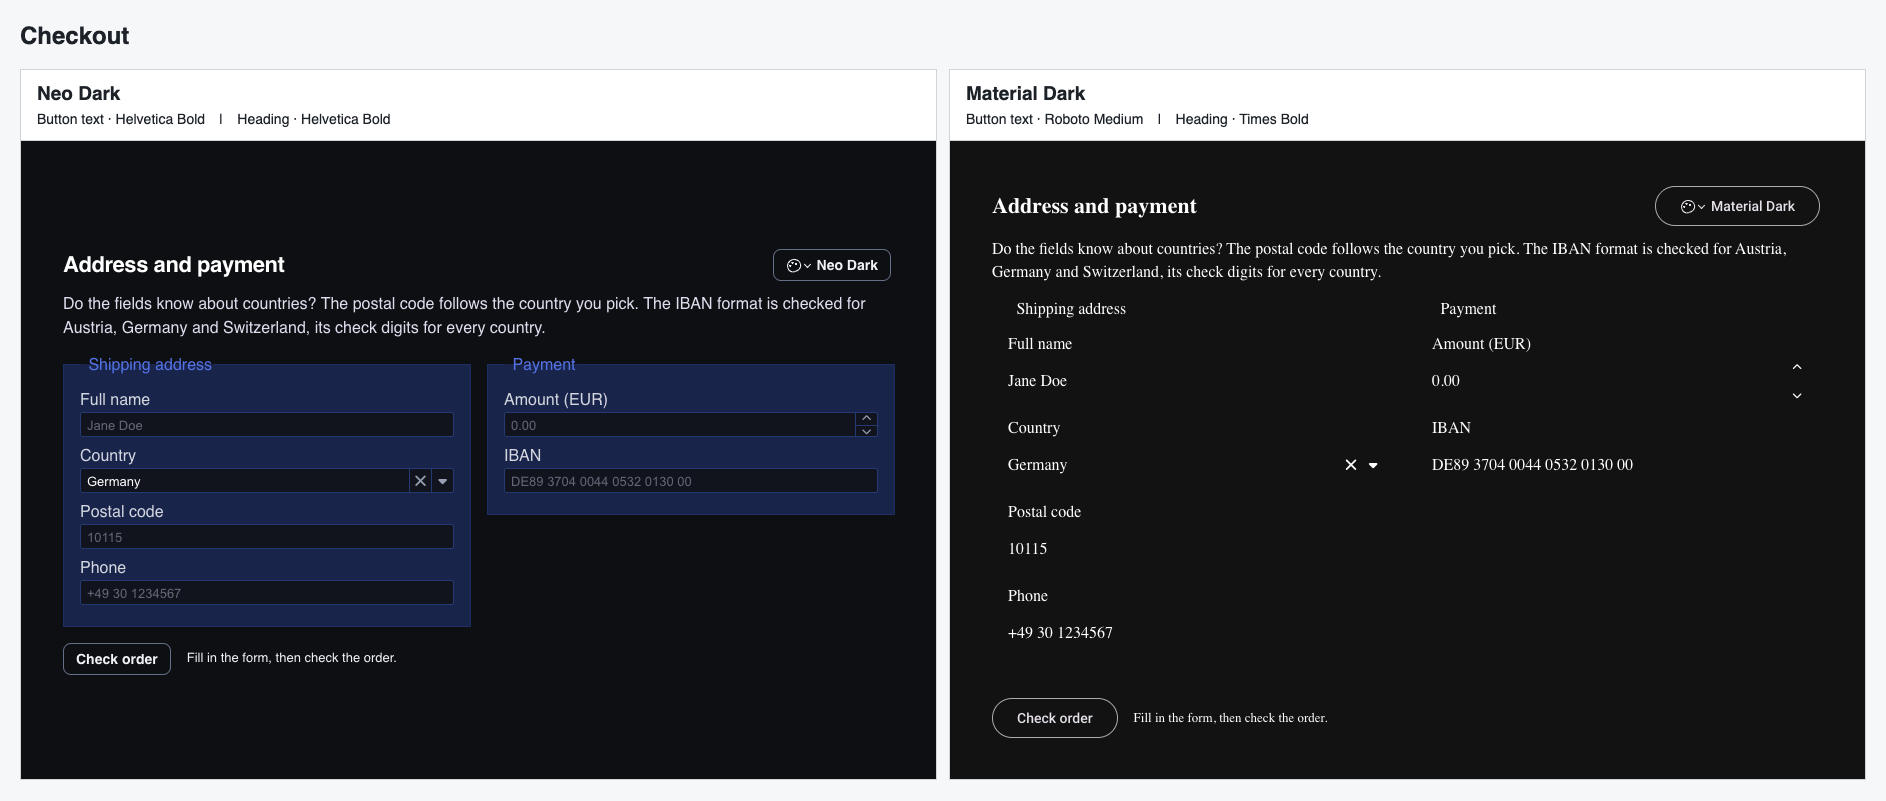 Checkout
Neo Dark
Button text · Helvetica Bold | Heading · Helvetica Bold
Address and payment
Neo Dark
Do the fields know about countries? The postal code follows the country you pick. The IBAN format is checked for
Austria, Germany and Switzerland, its check digits for every country.
Shipping address
Full name
Jane Doe
Country
Germany
Postal code
10115
Phone
+49 30 1234567
Payment
Amount (EUR)
0.00
IBAN
DE89 3704 0044 0532 0130 00
Check order
Fill in the form, then check the order.
Material Dark
Button text · Roboto Medium | Heading · Times Bold
Address and payment
Material Dark
Do the fields know about countries? The postal code follows the country you pick. The IBAN format is checked for Austria,
Germany and Switzerland, its check digits for every country.
Shipping address
Full name
Jane Doe
Country
Germany
Postal code
10115
Phone
+49 30 1234567
Payment
Amount (EUR)
0.00
IBAN
DE89 3704 0044 0532 0130 00
Check order
Fill in the form, then check the order.